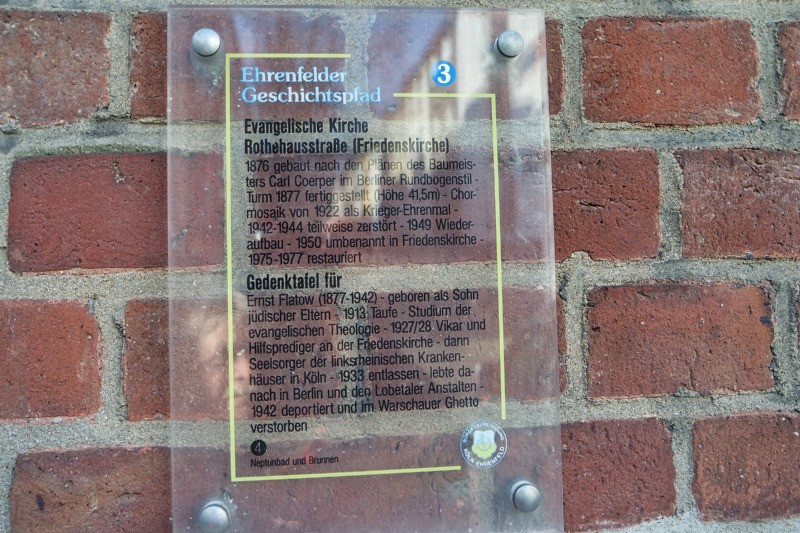 Ehrenfelder
Geschichtspfad
3
Evangelische Kirche
Rothehausstraße (Friedenskirche)
1876 gebaut nach den Plänen des Baumeis-
ters Carl Coerper im Berliner Rundbogenstil -
Turm 1877 fertiggestellt (Höhe 41,5m) - Chor-
mosaik von 1922 als Krieger-Ehrenmal -
1942-1944 teilweise zerstört - 1949 Wieder-
aufbau - 1950 umbenannt in Friedenskirche -
1975-1977 restauriert
Gedenktafel für
Ernst Flatow (1877-1942) - geboren als Sohn
jüdischer Eltern - 1913 Taufe - Studium der
evangelischen Theologie - 1927/28 Vikar und
Hilfsprediger an der Friedenskirche - dann
Seelsorger der linksrheinischen Kranken-
häuser in Köln - 1933 entlassen - lebte da-
nach in Berlin und den Lobetaler Anstalten -
1942 deportiert und im Warschauer Ghetto
verstorben
4
Neptunbad und Brunnen
KÖLN EHRENFELD